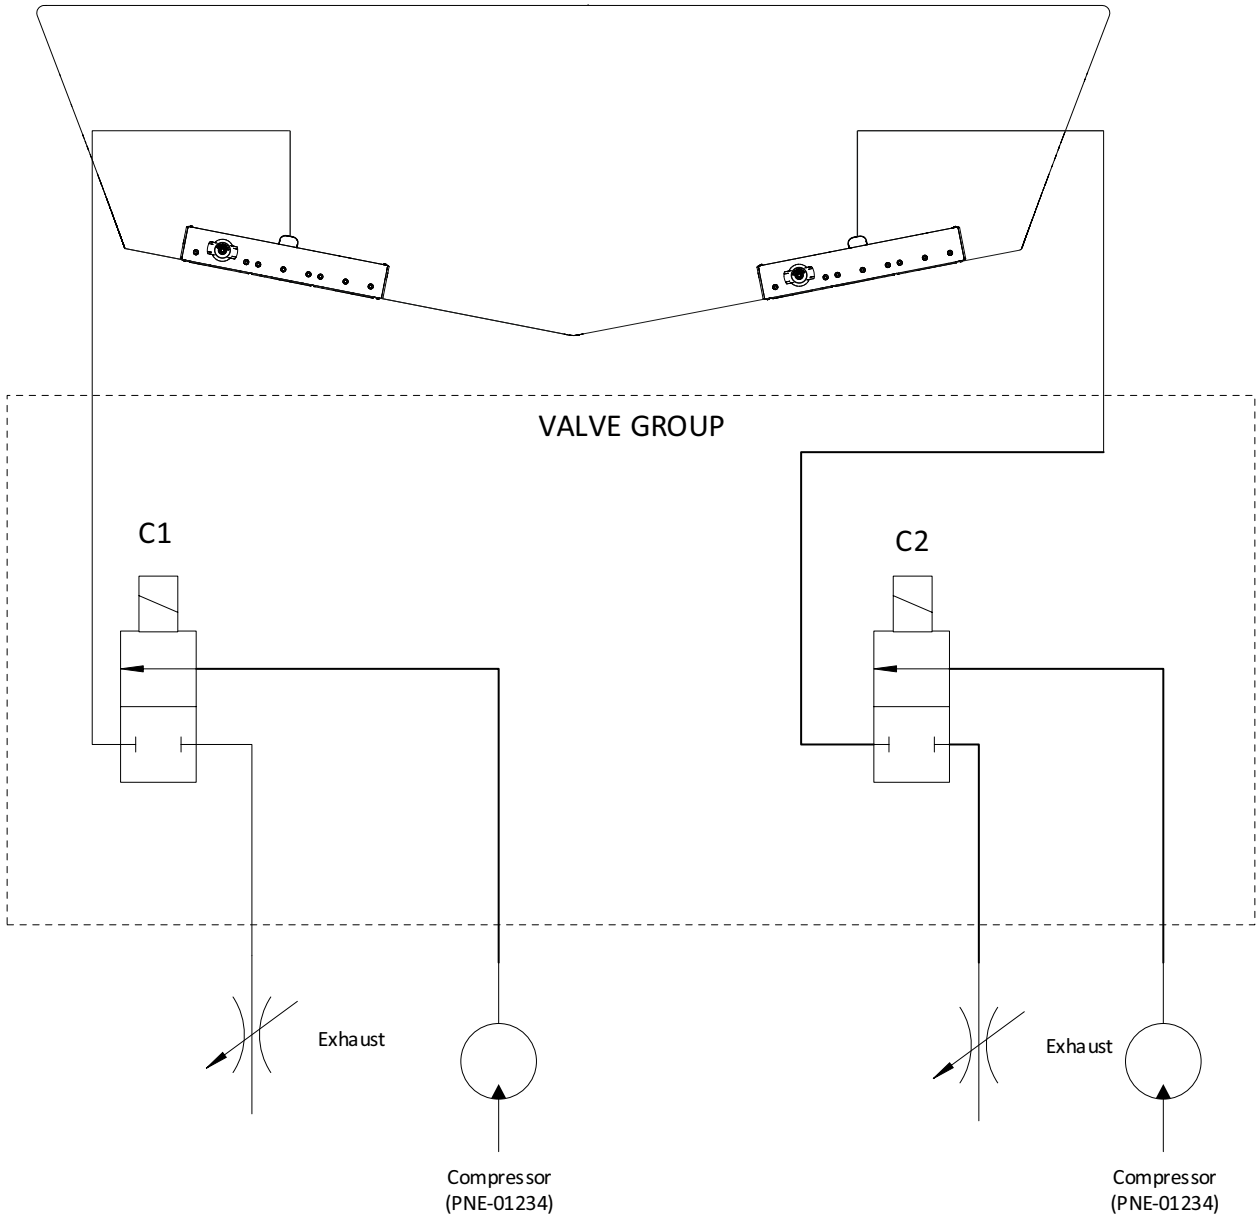 VALVE GROUP
C1
C2
Exhaust
Exhaust
Compressor
(PNE-01234)
Compressor
(PNE-01234)